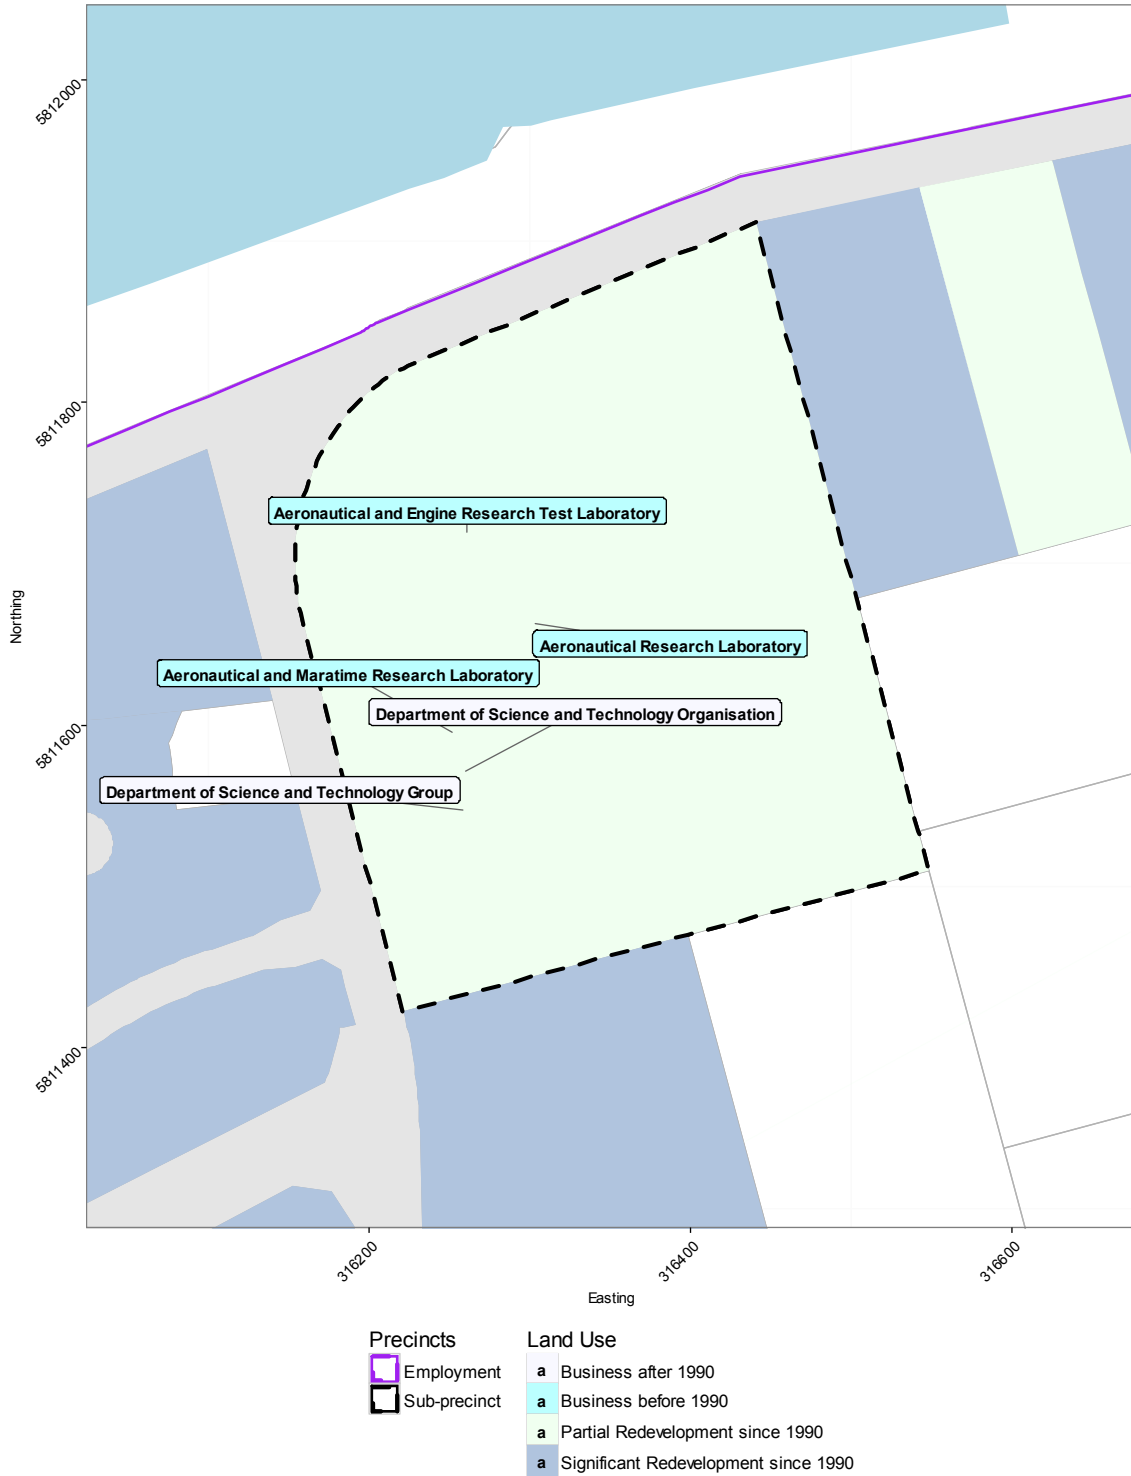 5812000
5811800
5811600
5811400
Northing
Aeronautical and Engine Research Test Laboratory
Aeronautical Research Laboratory
Aeronautical and Maratime Research Laboratory
Department of Science and Technology Organisation
Department of Science and Technology Group
316200
316400
316600
Easting
Precincts
Employment
Sub-precinct
Land Use
a Business after 1990
a Business before 1990
a Partial Redevelopment since 1990
a Significant Redevelopment since 1990